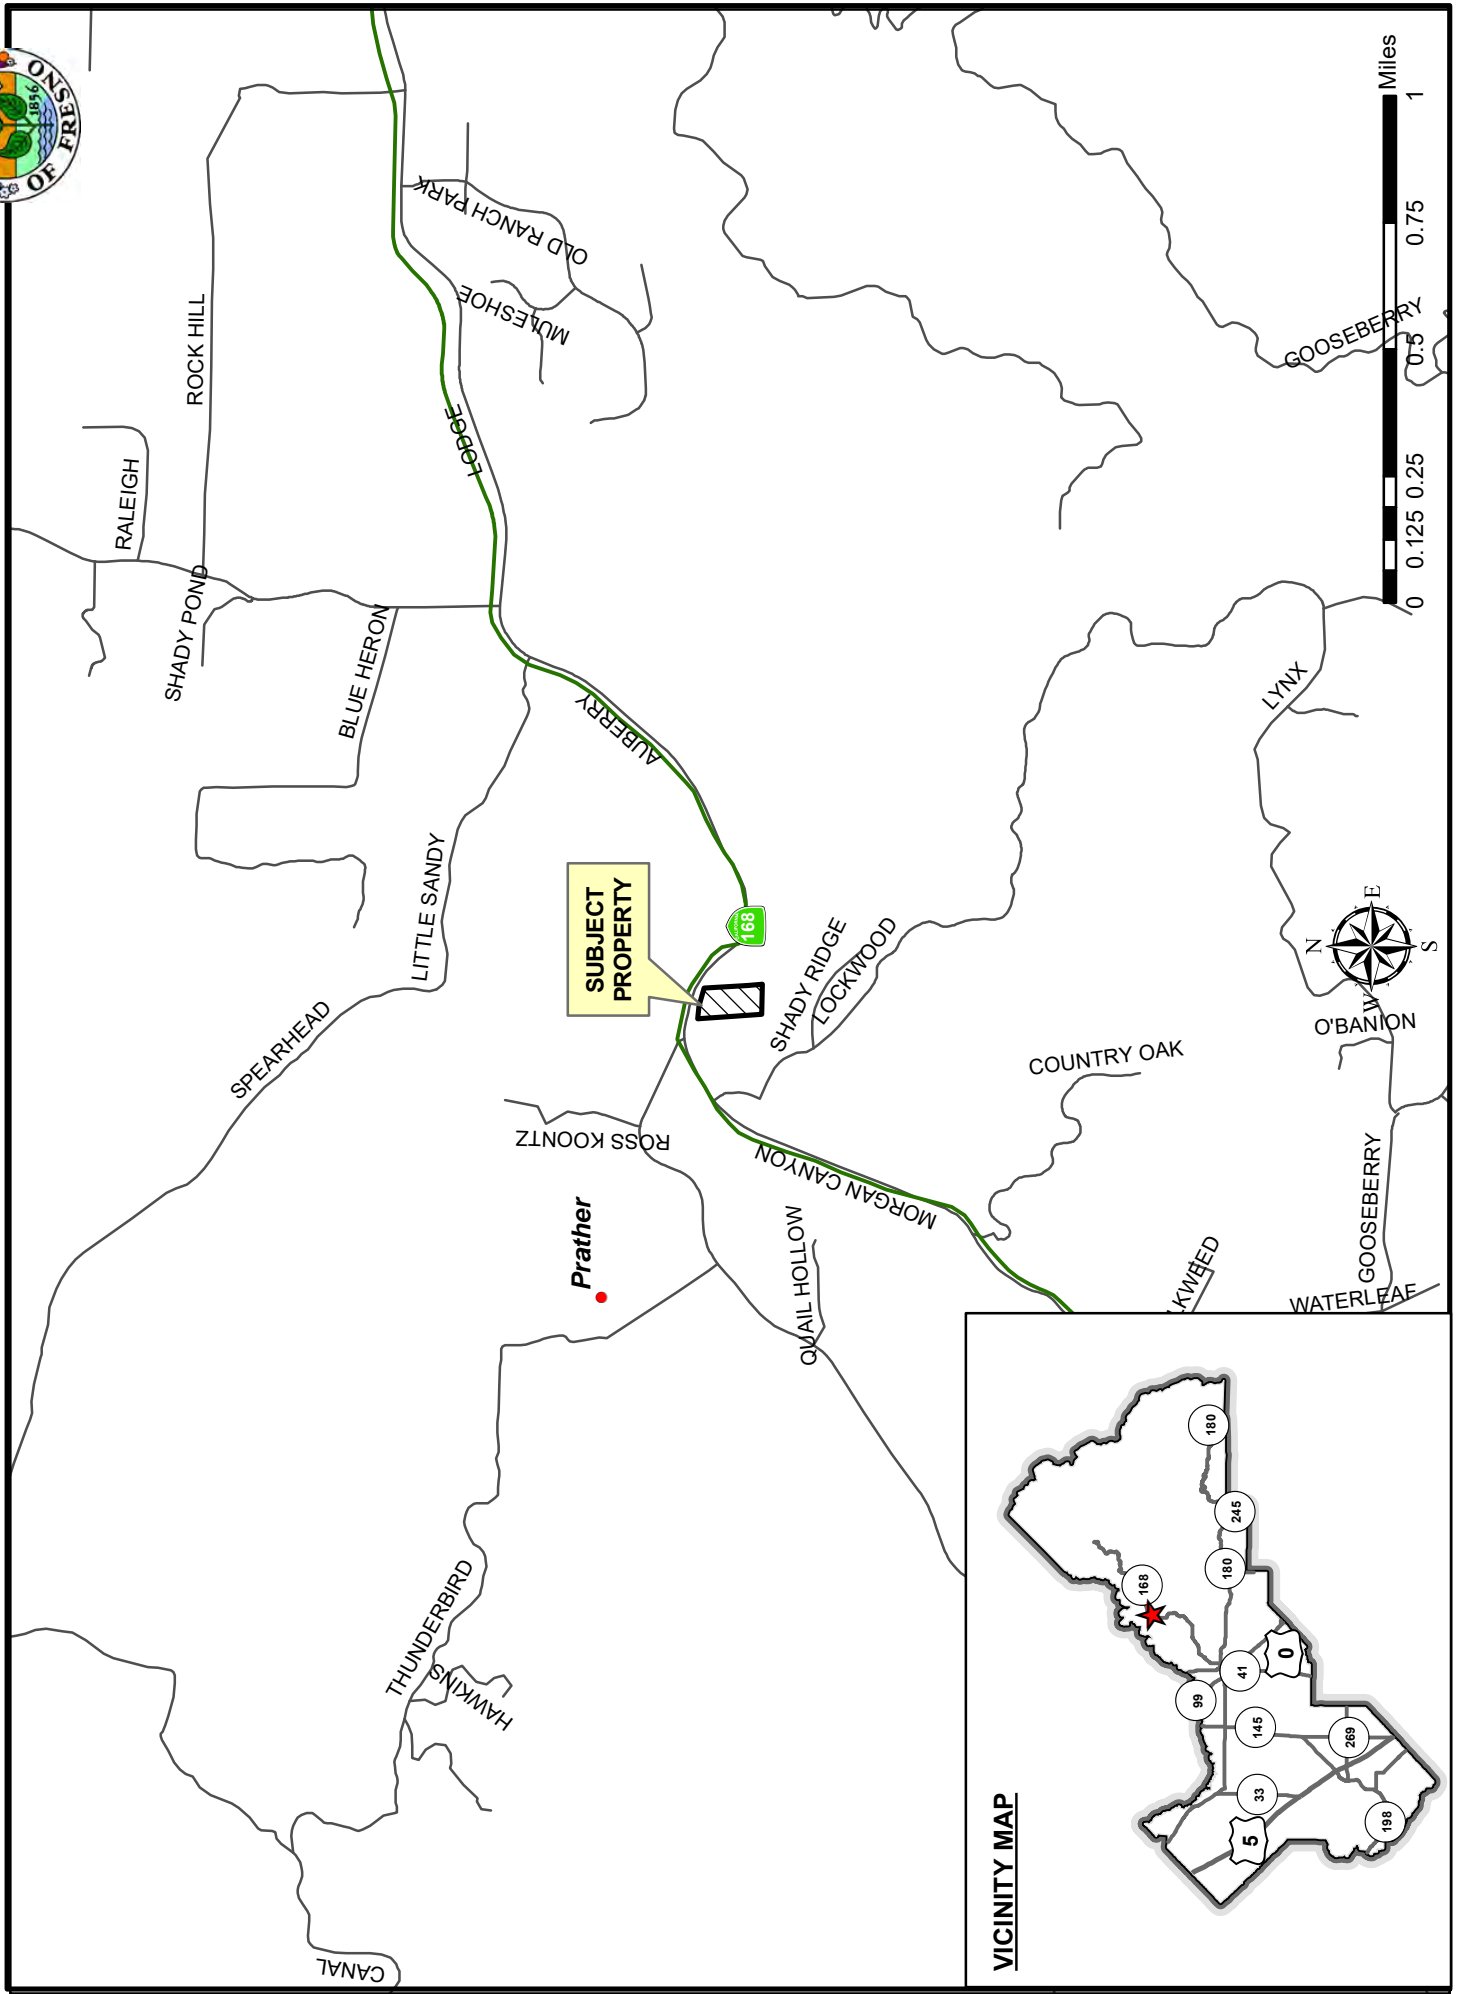 OF FRESNO
1856
CANAL
THUNDERBIRD
HAWKINS
SPEARHEAD
LITTLE SANDY
BLUE HERON
SHADY POND
RALEIGH
ROCK HILL
LODGE
MULESHOE
OLD RANCH PARK
AUBERRY
Prather
ROSS KOONTZ
SUBJECT
PROPERTY
168
QUAIL HOLLOW
MORGAN CANYON
SHADY RIDGE
LOCKWOOD
COUNTRY OAK
LKWEED
WATERLEAF
GOOSEBERRY
O'BANION
LYNX
GOOSEBERRY
N
W
E
S
0 0.125 0.25 0.5 0.75 1
Miles
VICINITY MAP
168
180
245
180
99
41
0
145
33
5
269
198